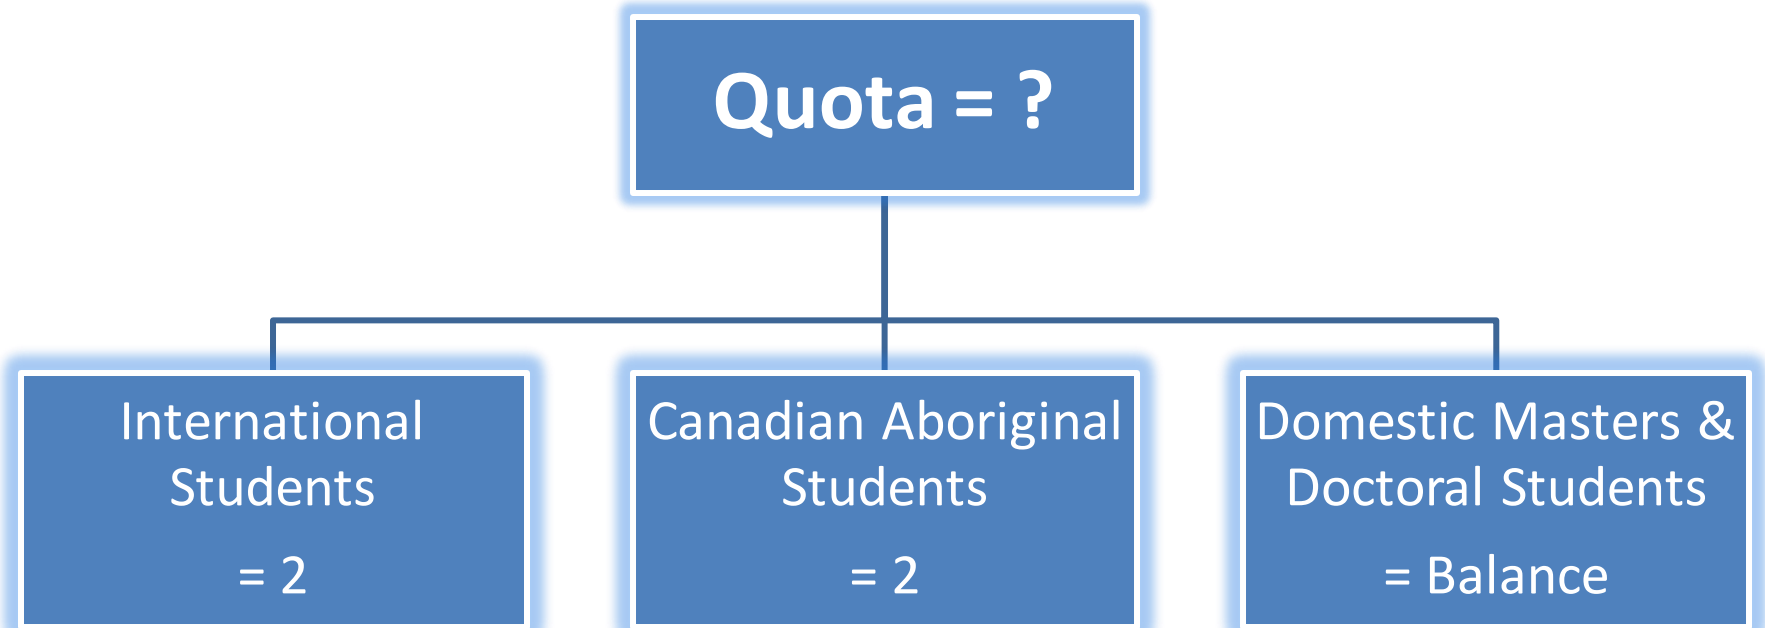 Quota = ?
International
Students
= 2
Canadian Aboriginal
Students
= 2
Domestic Masters &
Doctoral Students
= Balance